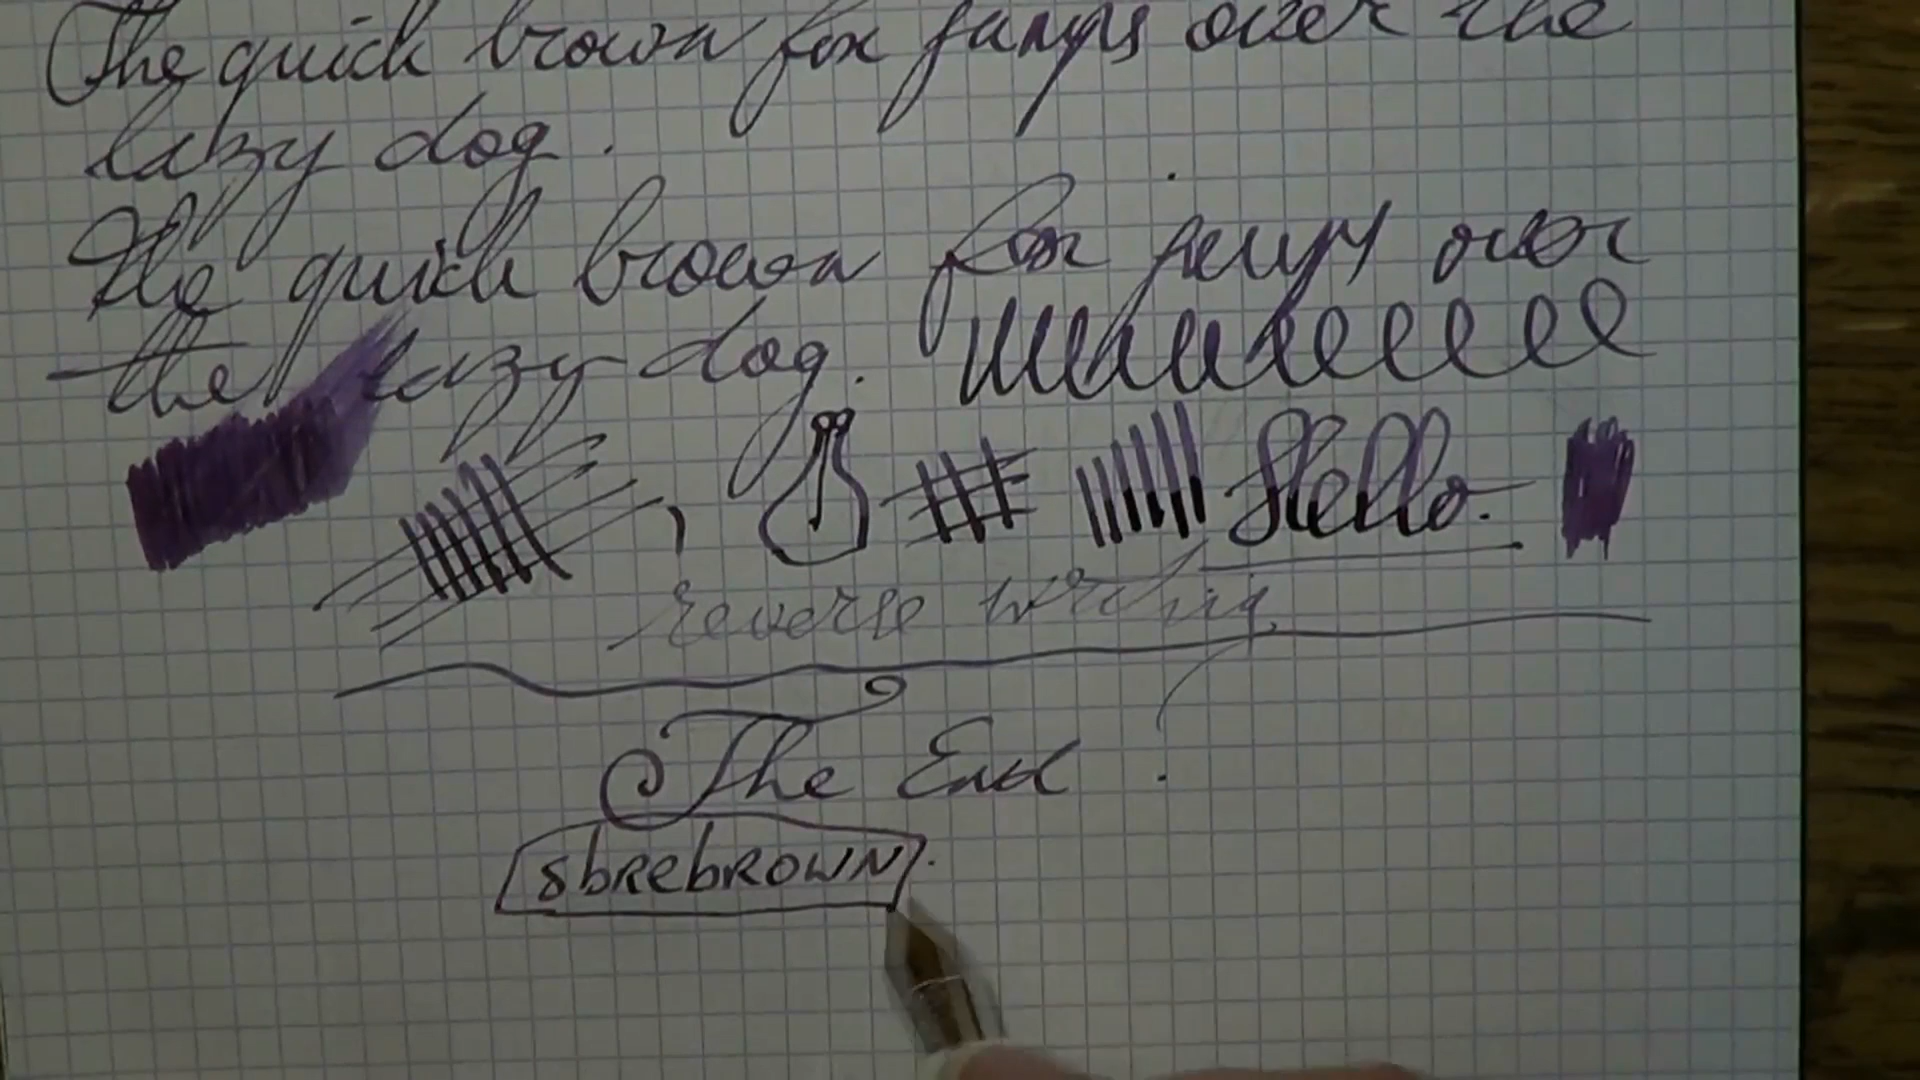 The quick brown fox jumps over the
lazy dog.
The quick brown fox jumps over
the lazy dog.
Hello.
reverse writing
The End
sbrebrown.